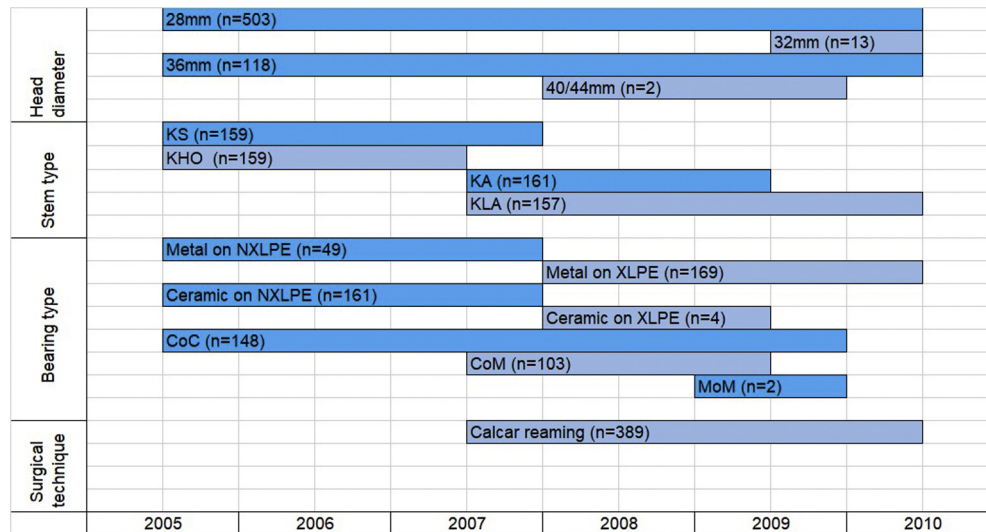 Head
diameter
28mm (n=503)
32mm (n=13)
36mm (n=118)
40/44mm (n=2)
Stem type
KS (n=159)
KHO (n=159)
KA (n=161)
KLA (n=157)
Bearing type
Metal on NXLPE (n=49)
Metal on XLPE (n=169)
Ceramic on NXLPE (n=161)
Ceramic on XLPE (n=4)
CoC (n=148)
CoM (n=103)
MoM (n=2)
Surgical
technique
Calcar reaming (n=389)
2005 2006 2007 2008 2009 2010